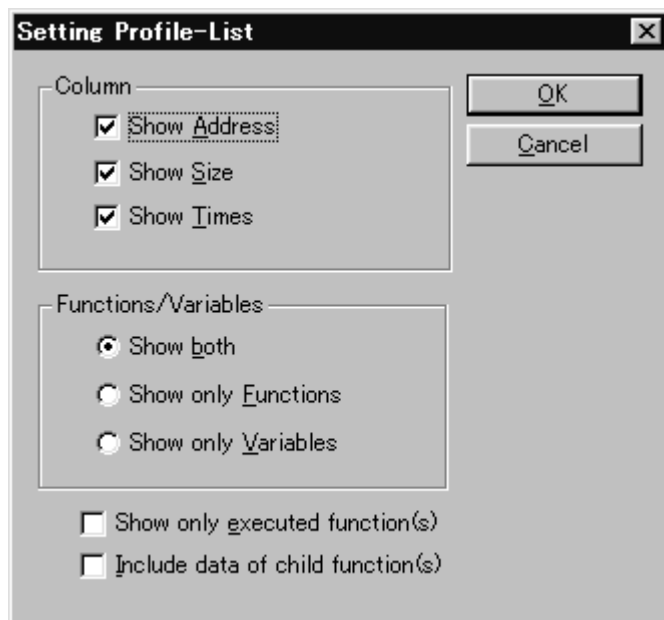 Setting Profile-List
Column
Show Address
Show Size
Show Times
OK
Cancel
Functions/Variables
Show both
Show only Functions
Show only Variables
Show only executed function(s)
Include data of child function(s)